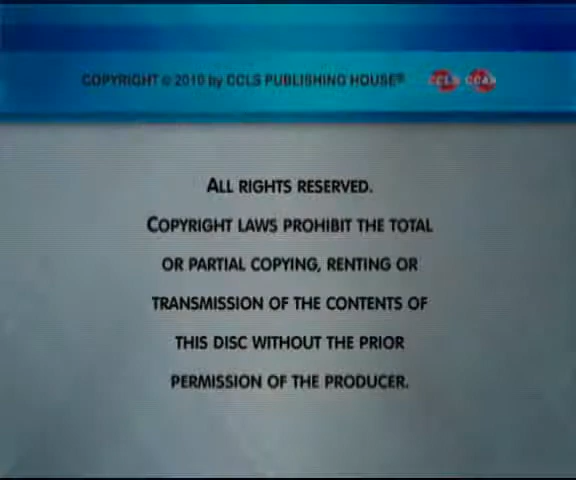 COPYRIGHT © 2010 by CCLS PUBLISHING HOUSE® CCLS
ALL RIGHTS RESERVED.
COPYRIGHT LAWS PROHIBIT THE TOTAL
OR PARTIAL COPYING, RENTING OR
TRANSMISSION OF THE CONTENTS OF
THIS DISC WITHOUT THE PRIOR
PERMISSION OF THE PRODUCER.